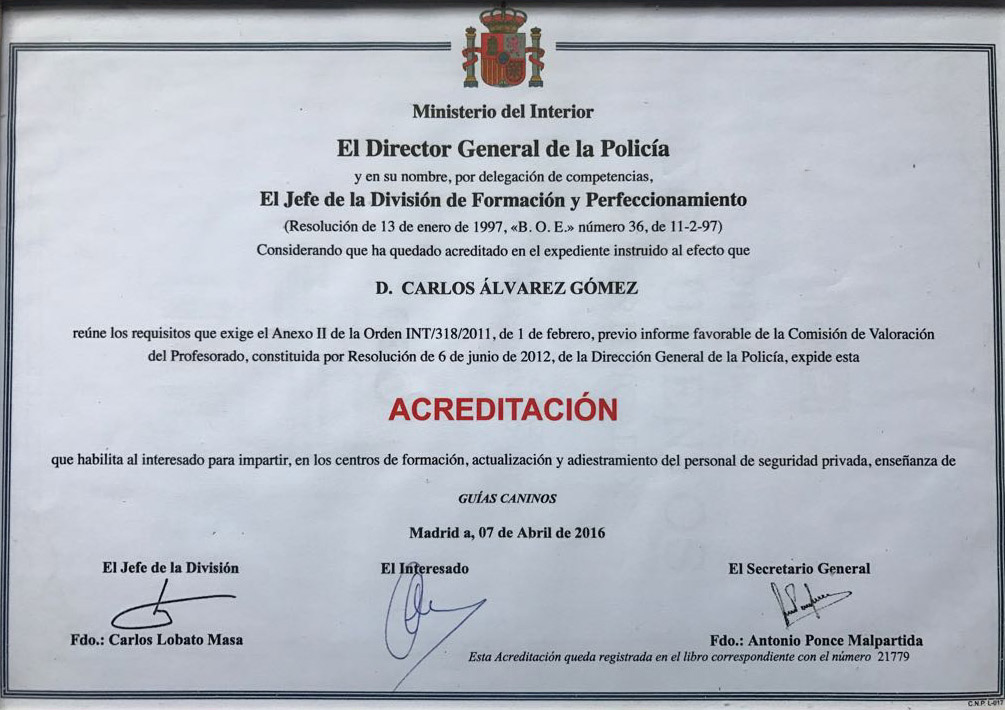 Ministerio del Interior
El Director General de la Policía
y en su nombre, por delegación de competencias,
El Jefe de la División de Formación y Perfeccionamiento
(Resolución de 13 de enero de 1997, «B. O. E.» número 36, de 11-2-97)
Considerando que ha quedado acreditado en el expediente instruido al efecto que
D. CARLOS ÁLVAREZ GÓMEZ
reúne los requisitos que exige el Anexo II de la Orden INT/318/2011, de 1 de febrero, previo informe favorable de la Comisión de Valoración
del Profesorado, constituida por Resolución de 6 de junio de 2012, de la Dirección General de la Policía, expide esta
ACREDITACIÓN
que habilita al interesado para impartir, en los centros de formación, actualización y adiestramiento del personal de seguridad privada, enseñanza de
GUÍAS CANINOS
Madrid a, 07 de Abril de 2016
El Jefe de la División
El Interesado
El Secretario General
Fdo.: Carlos Lobato Masa
Fdo.: Antonio Ponce Malpartida
Esta Acreditación queda registrada en el libro correspondiente con el número 21779